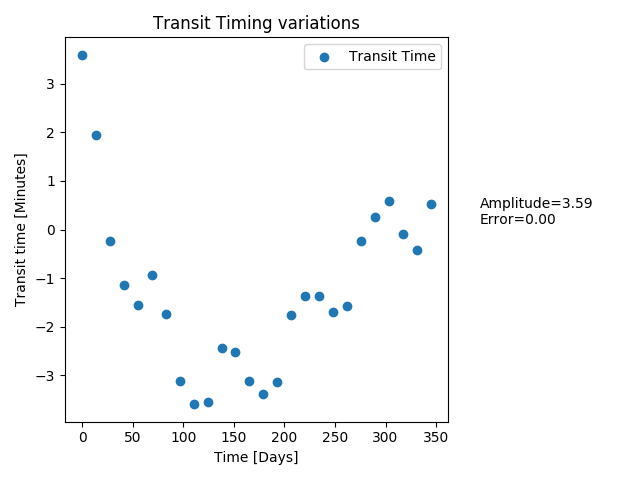 Transit Timing variations
Transit Time
3
2
1
0
−1
−2
−3
Transit time [Minutes]
0 50 100 150 200 250 300 350
Time [Days]
Amplitude=3.59
Error=0.00